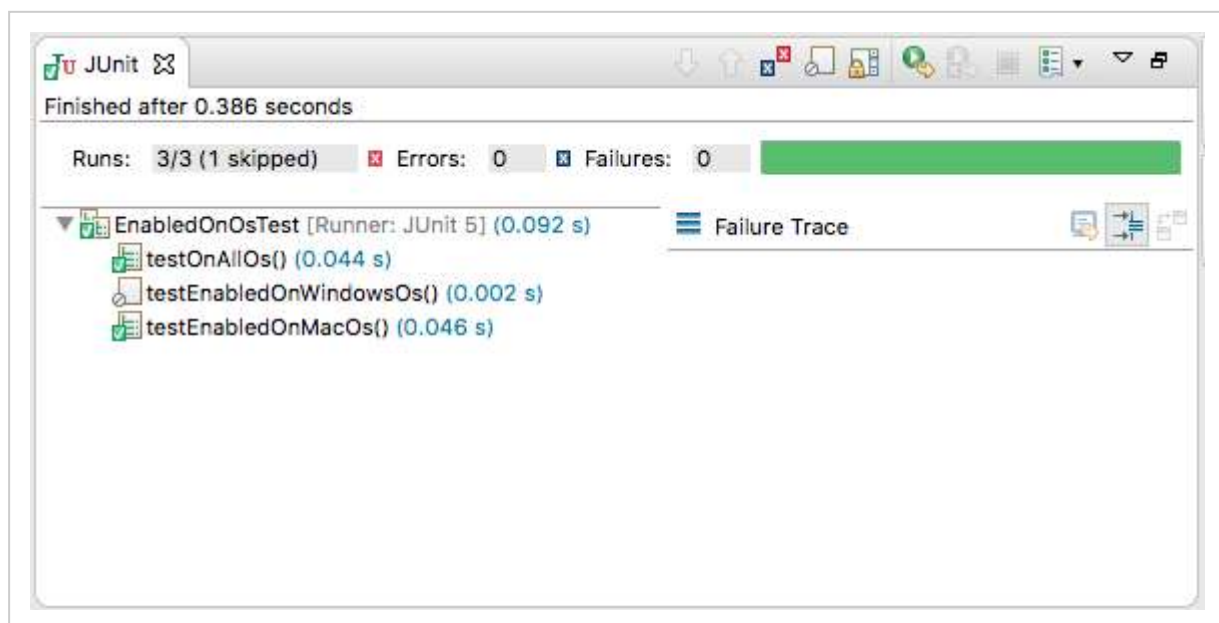 JU JUnit
Finished after 0.386 seconds
Runs: 3/3 (1 skipped) Errors: 0 Failures: 0
EnabledOnOsTest [Runner: JUnit 5] (0.092 s)
Failure Trace
testOnAllOs() (0.044 s)
testEnabledOnWindowsOs() (0.002 s)
testEnabledOnMacOs() (0.046 s)